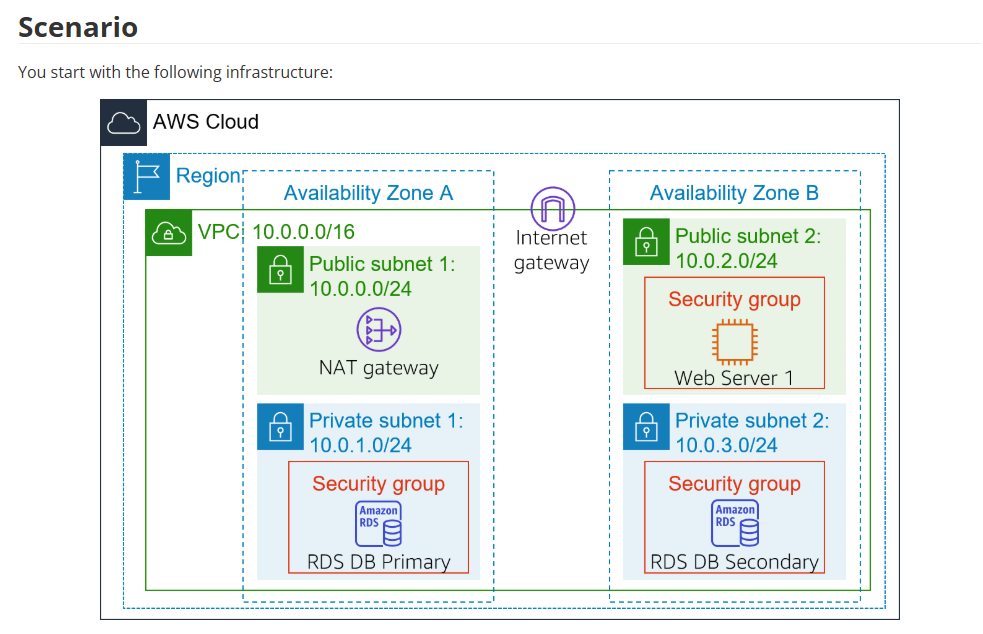 Scenario
You start with the following infrastructure:
AWS Cloud
Region
Availability Zone A
Availability Zone B
VPC: 10.0.0.0/16
Internet
gateway
Public subnet 1:
10.0.0.0/24
NAT gateway
Public subnet 2:
10.0.2.0/24
Security group
Web Server 1
Private subnet 1:
10.0.1.0/24
Security group
Amazon
RDS
RDS DB Primary
Private subnet 2:
10.0.3.0/24
Security group
Amazon
RDS
RDS DB Secondary